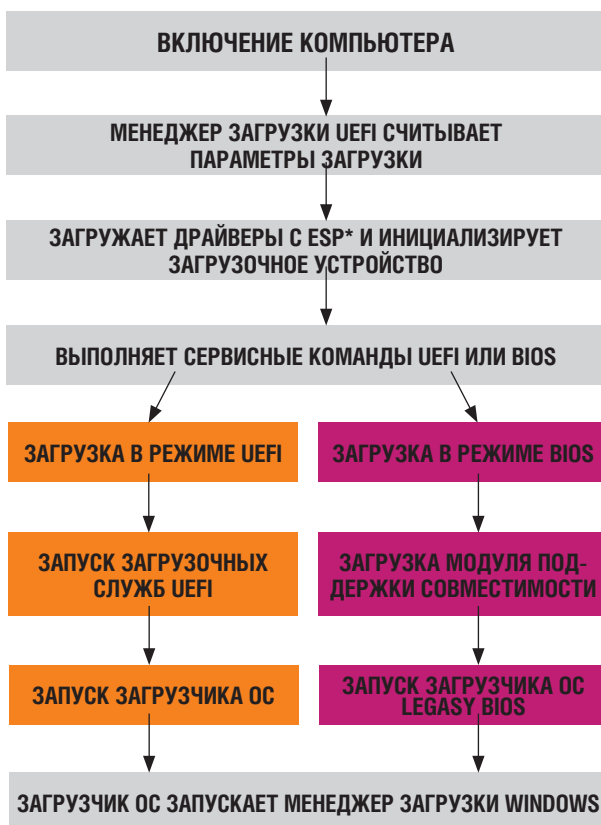 ВКЛЮЧЕНИЕ КОМПЬЮТЕРА
МЕНЕДЖЕР ЗАГРУЗКИ UEFI СЧИТЫВАЕТ
ПАРАМЕТРЫ ЗАГРУЗКИ
ЗАГРУЖАЕТ ДРАЙВЕРЫ С ESP* И ИНИЦИАЛИЗИРУЕТ
ЗАГРУЗОЧНОЕ УСТРОЙСТВО
ВЫПОЛНЯЕТ СЕРВИСНЫЕ КОМАНДЫ UEFI ИЛИ BIOS
ЗАГРУЗКА В РЕЖИМЕ UEFI
ЗАГРУЗКА В РЕЖИМЕ BIOS
ЗАПУСК ЗАГРУЗОЧНЫХ
СЛУЖБ UEFI
ЗАГРУЗКА МОДУЛЯ ПОД-
ДЕРЖКИ СОВМЕСТИМОСТИ
ЗАПУСК ЗАГРУЗЧИКА ОС
ЗАПУСК ЗАГРУЗЧИКА ОС
LEGASY BIOS
ЗАГРУЗЧИК ОС ЗАПУСКАЕТ МЕНЕДЖЕР ЗАГРУЗКИ WINDOWS